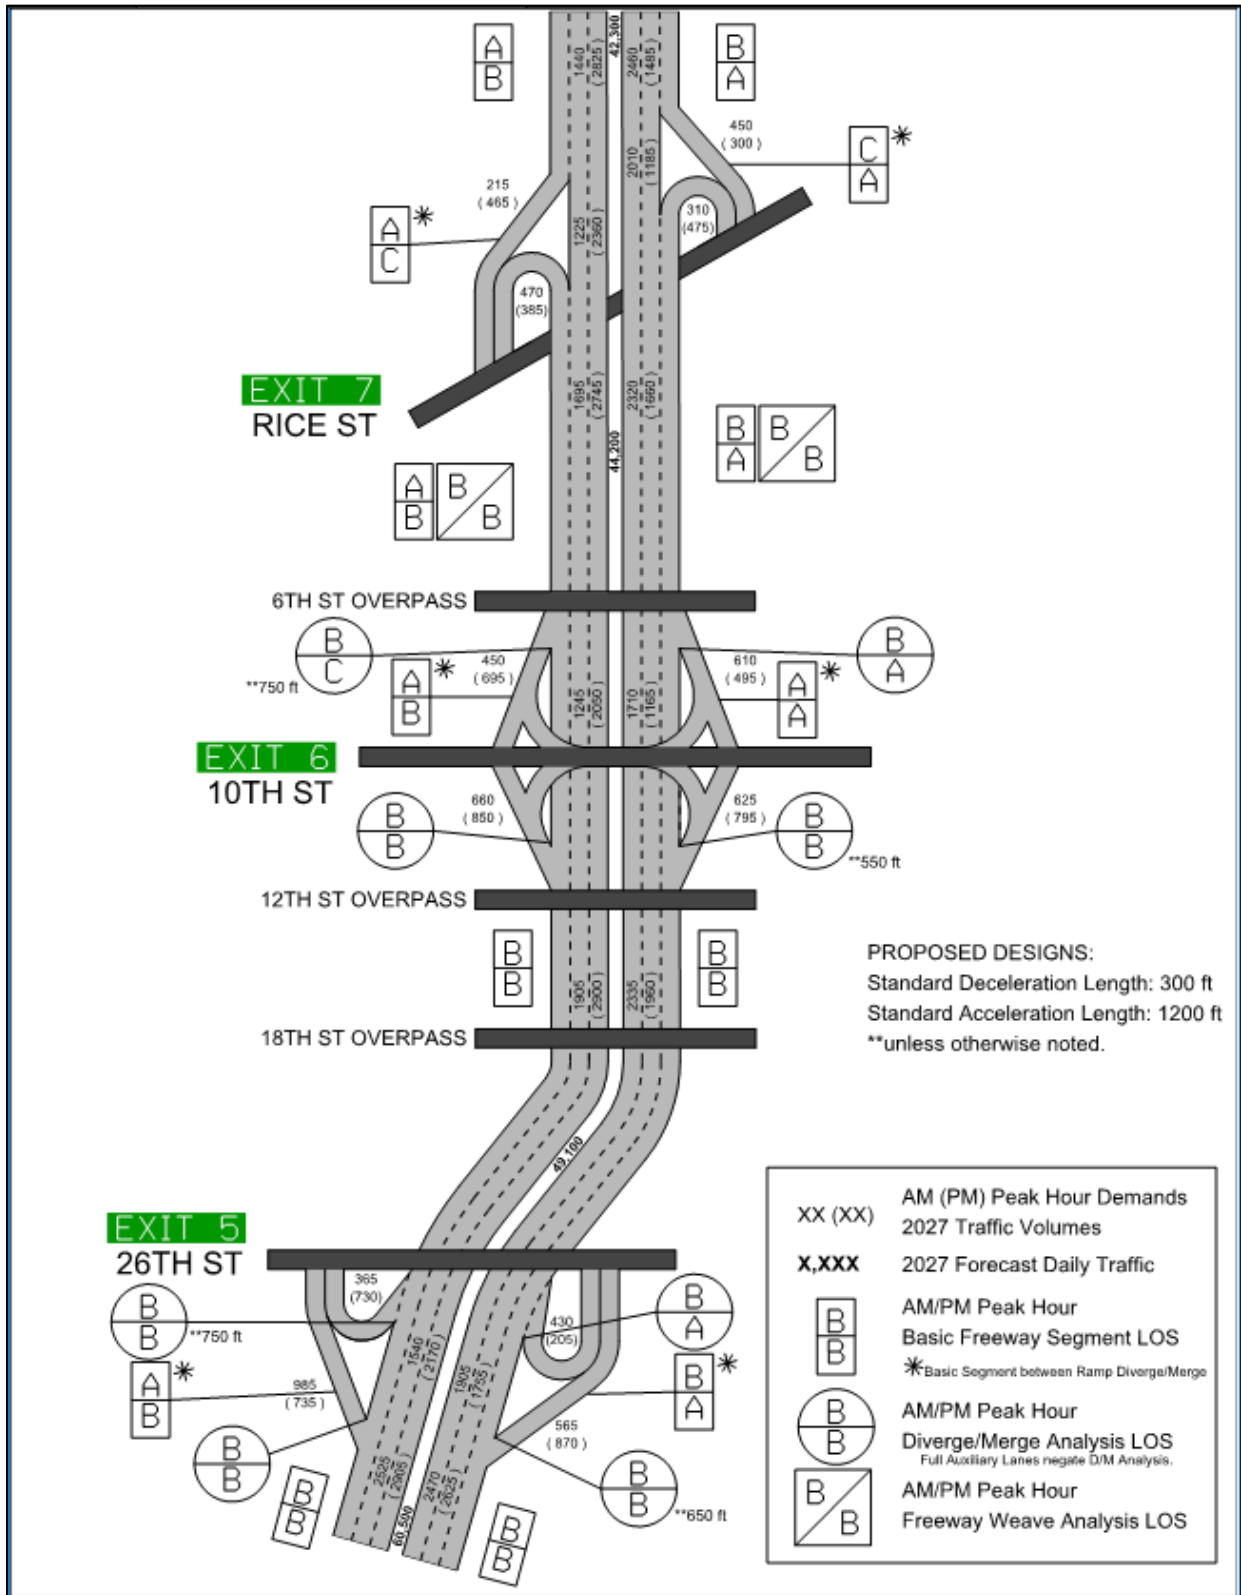 A
B
1440
(2825)
42,300
2460
(1485)
B
A
450
(300)
C
A
*
2010
(1185)
215
(465)
A
C
*
1225
(2360)
310
(475)
470
(385)
EXIT 7
RICE ST
1695
(2745)
2320
(1660)
44,200
B
A
B
B
A
B
B
B
6TH ST OVERPASS
B
C
**750 ft
A
B
*
450
(695)
1245
(2050)
1710
(1165)
610
(495)
A
A
*
B
A
EXIT 6
10TH ST
B
B
660
(850)
625
(795)
B
B
**550 ft
12TH ST OVERPASS
B
B
1905
(2900)
2335
(1960)
B
B
18TH ST OVERPASS
PROPOSED DESIGNS:
Standard Deceleration Length: 300 ft
Standard Acceleration Length: 1200 ft
**unless otherwise noted.
49,100
EXIT 5
26TH ST
B
B
**750 ft
365
(730)
1540
(2170)
1905
(1755)
430
(205)
B
A
A
B
*
985
(735)
B
A
*
565
(870)
B
B
2525
(2905)
60,500
2470
(2625)
B
B
**650 ft
B
B
B
B
XX (XX)
AM (PM) Peak Hour Demands
2027 Traffic Volumes
X,XXX
2027 Forecast Daily Traffic
B
B
AM/PM Peak Hour
Basic Freeway Segment LOS
*Basic Segment between Ramp Diverge/Merge
B
B
AM/PM Peak Hour
Diverge/Merge Analysis LOS
Full Auxiliary Lanes negate D/M Analysis.
B
B
AM/PM Peak Hour
Freeway Weave Analysis LOS